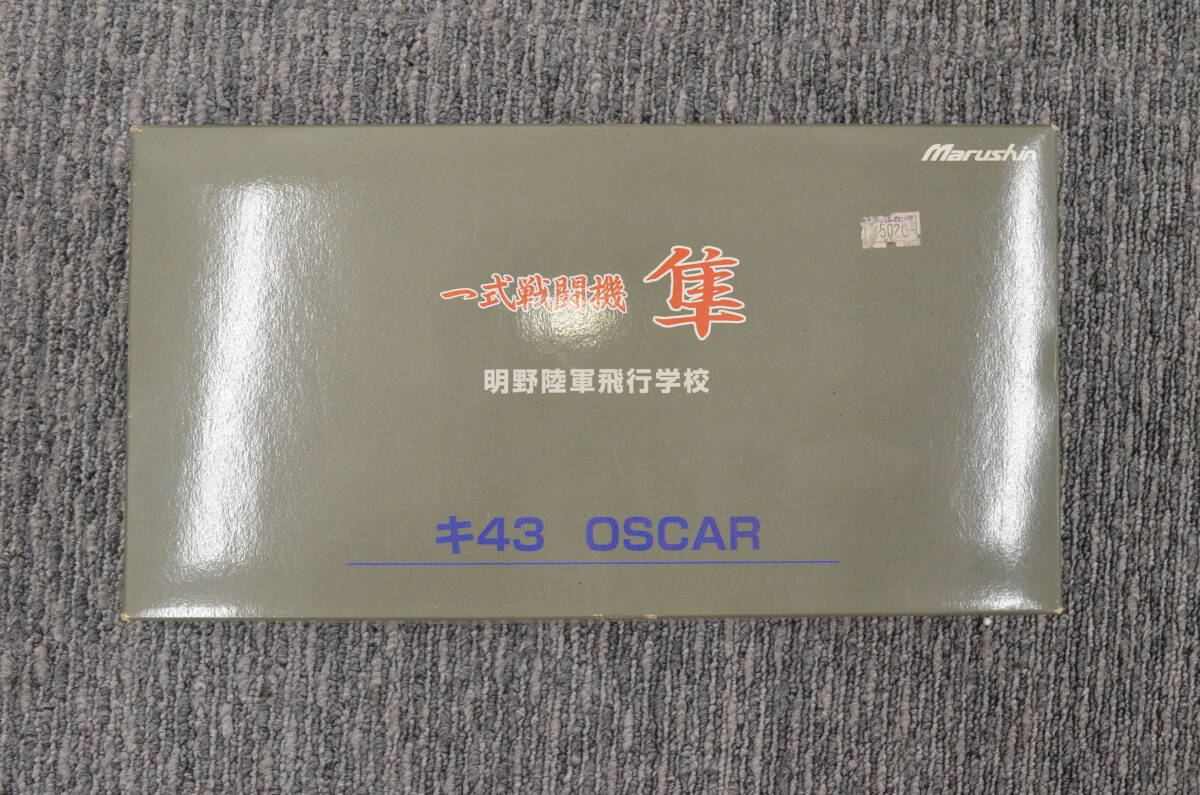 Marushin
5020
一式戦闘機 隼
明野陸軍飛行学校
キ43 OSCAR